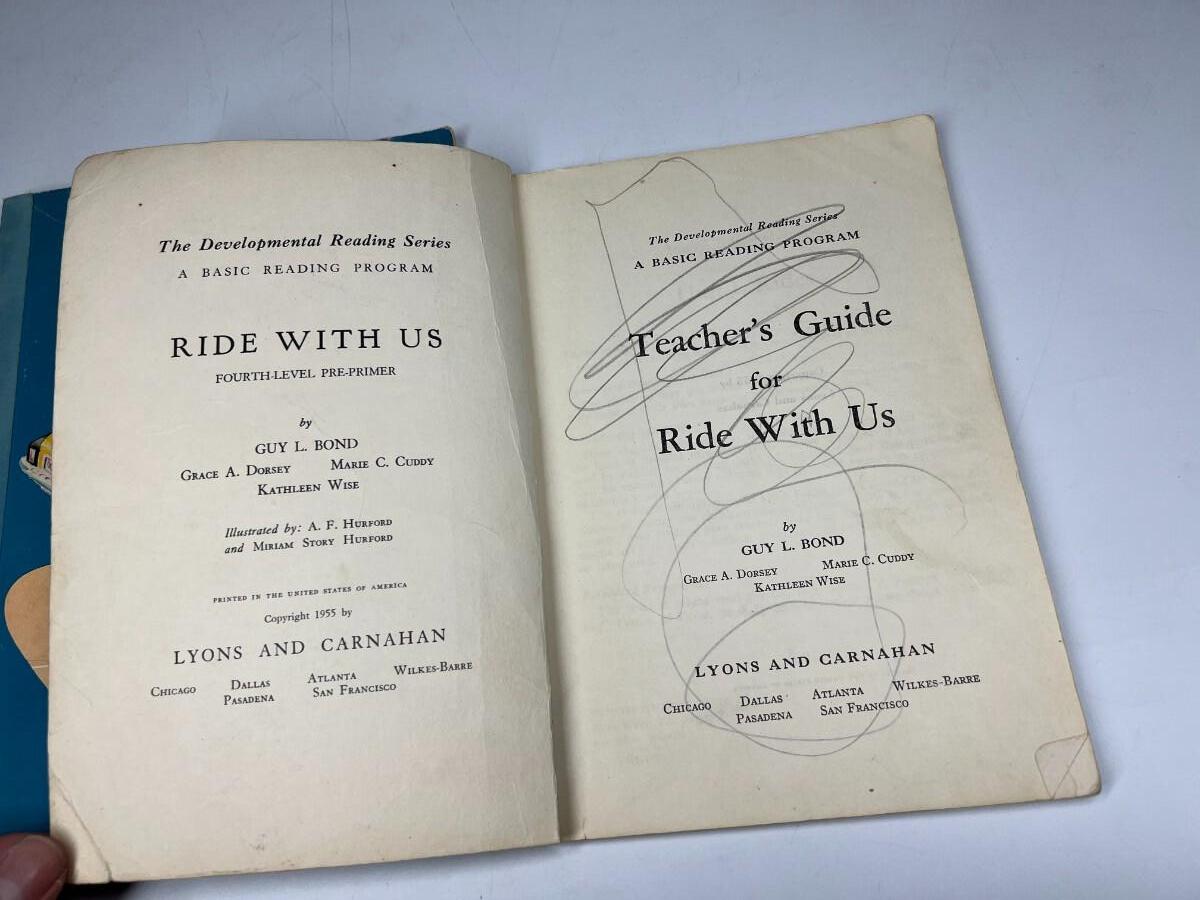 The Developmental Reading Series
A BASIC READING PROGRAM
RIDE WITH US
FOURTH-LEVEL PRE-PRIMER
by
GUY L. BOND
GRACE A. DORSEY MARIE C. CUDDY
KATHLEEN WISE
Illustrated by: A. F. HURFORD
and MIRIAM STORY HURFORD
PRINTED IN THE UNITED STATES OF AMERICA
Copyright 1955 by
LYONS AND CARNAHAN
CHICAGO DALLAS ATLANTA WILKES-BARRE
PASADENA SAN FRANCISCO
The Developmental Reading Series
A BASIC READING PROGRAM
Teacher's Guide
for
Ride With Us
by
GUY L. BOND
GRACE A. DORSEY MARIE C. CUDDY
KATHLEEN WISE
LYONS AND CARNAHAN
CHICAGO DALLAS ATLANTA WILKES-BARRE
PASADENA SAN FRANCISCO